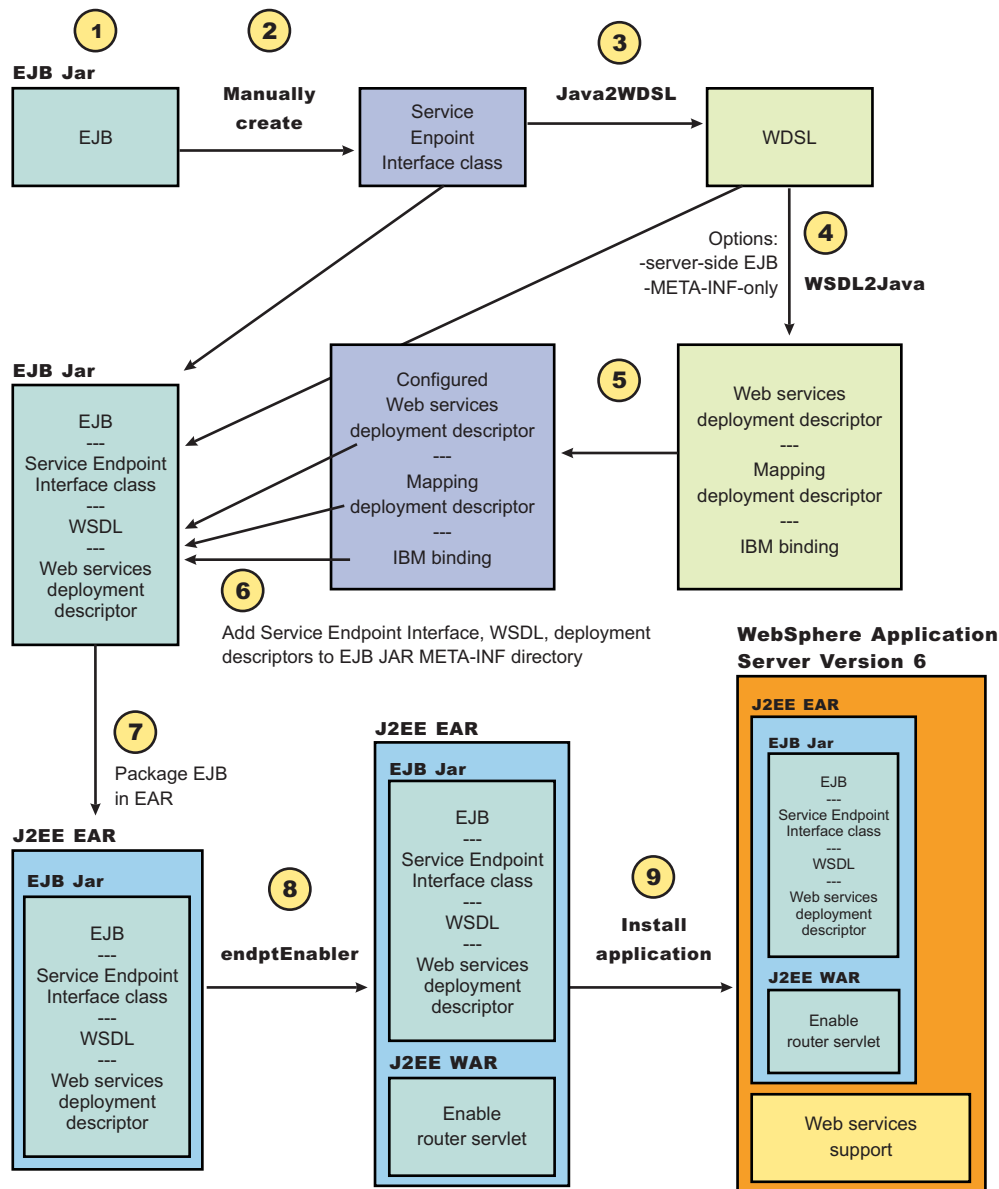 1
2
3
EJB Jar
EJB
Manually
create
Service
Enpoint
Interface class
Java2WDSL
WDSL
Options:
-server-side EJB
-META-INF-only
4
WSDL2Java
EJB Jar
EJB
---
Service Endpoint
Interface class
---
WSDL
---
Web services
deployment
descriptor
Configured
Web services
deployment descriptor
---
Mapping
deployment descriptor
---
IBM binding
5
Web services
deployment descriptor
---
Mapping
deployment descriptor
---
IBM binding
6
Add Service Endpoint Interface, WSDL, deployment
descriptors to EJB JAR META-INF directory
7
Package EJB
in EAR
J2EE EAR
EJB Jar
EJB
---
Service Endpoint
Interface class
---
WSDL
---
Web services
deployment
descriptor
8
endptEnabler
J2EE EAR
EJB Jar
EJB
---
Service Endpoint
Interface class
---
WSDL
---
Web services
deployment
descriptor
J2EE WAR
Enable
router servlet
9
Install
application
WebSphere Application
Server Version 6
J2EE EAR
EJB Jar
EJB
---
Service Endpoint
Interface class
---
WSDL
---
Web services
deployment
descriptor
J2EE WAR
Enable
router servlet
Web services
support